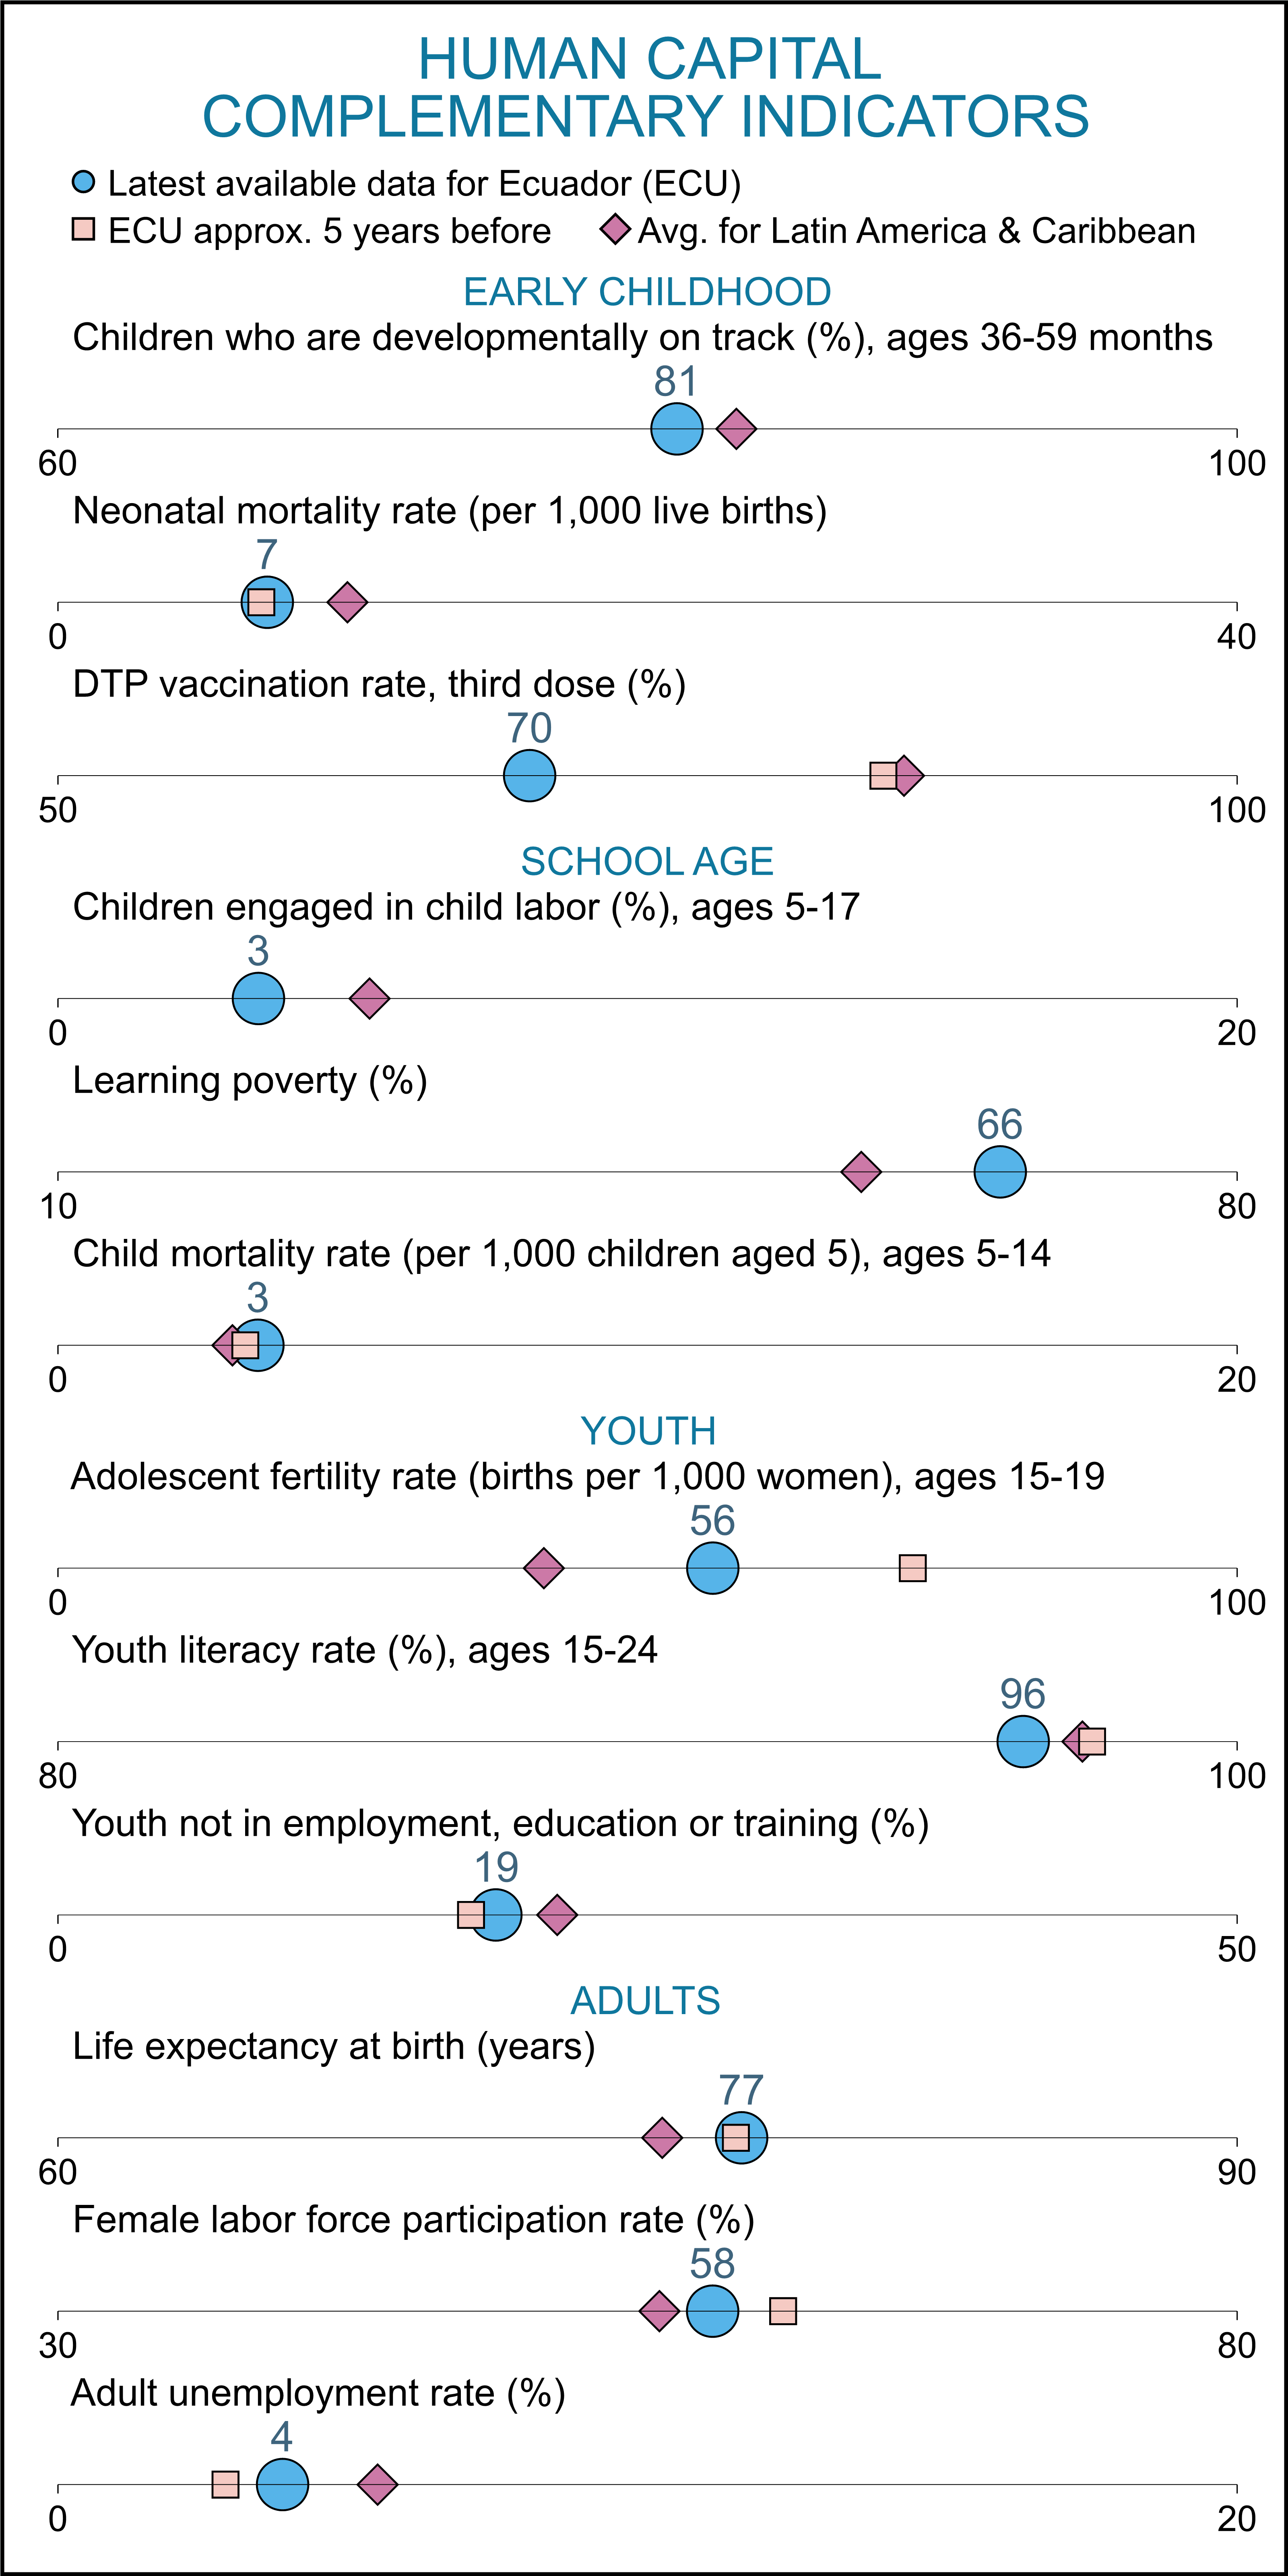 HUMAN CAPITAL
COMPLEMENTARY INDICATORS
Latest available data for Ecuador (ECU)
ECU approx. 5 years before Avg. for Latin America & Caribbean
EARLY CHILDHOOD
Children who are developmentally on track (%), ages 36-59 months
81
60 100
Neonatal mortality rate (per 1,000 live births)
7
0 40
DTP vaccination rate, third dose (%)
70
50 100
SCHOOL AGE
Children engaged in child labor (%), ages 5-17
3
0 20
Learning poverty (%)
66
10 80
Child mortality rate (per 1,000 children aged 5), ages 5-14
3
0 20
YOUTH
Adolescent fertility rate (births per 1,000 women), ages 15-19
56
0 100
Youth literacy rate (%), ages 15-24
96
80 100
Youth not in employment, education or training (%)
19
0 50
ADULTS
Life expectancy at birth (years)
77
60 90
Female labor force participation rate (%)
58
30 80
Adult unemployment rate (%)
4
0 20